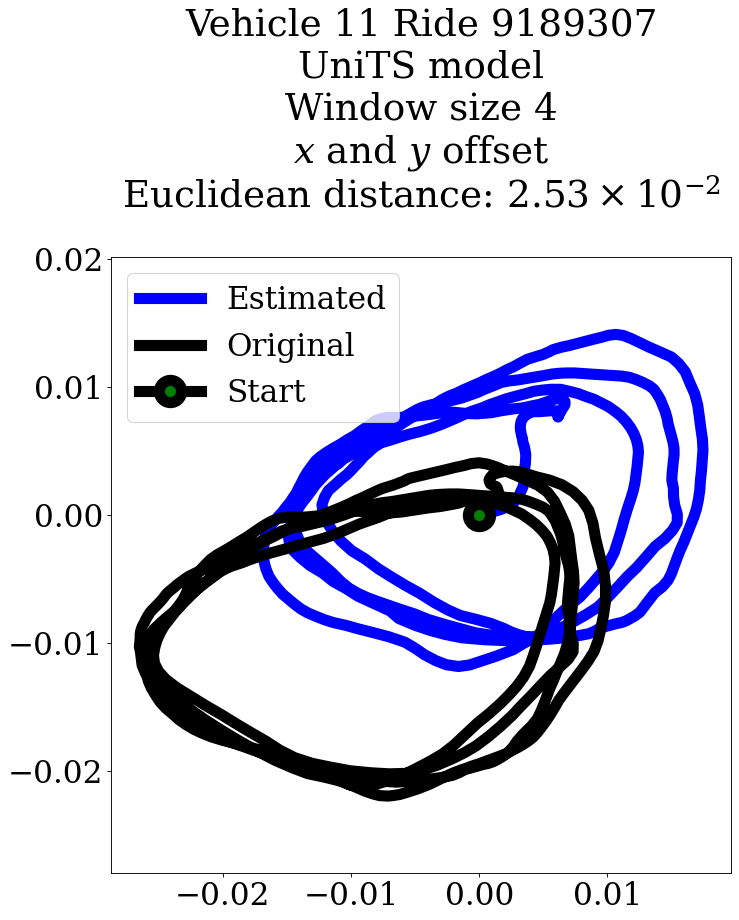 Vehicle 11 Ride 9189307
UniTS model
Window size 4
x and y offset
Euclidean distance: 2.53 × 10⁻²
0.02
Estimated
Original
0.01
Start
0.00
−0.01
−0.02
−0.02 −0.01 0.00 0.01